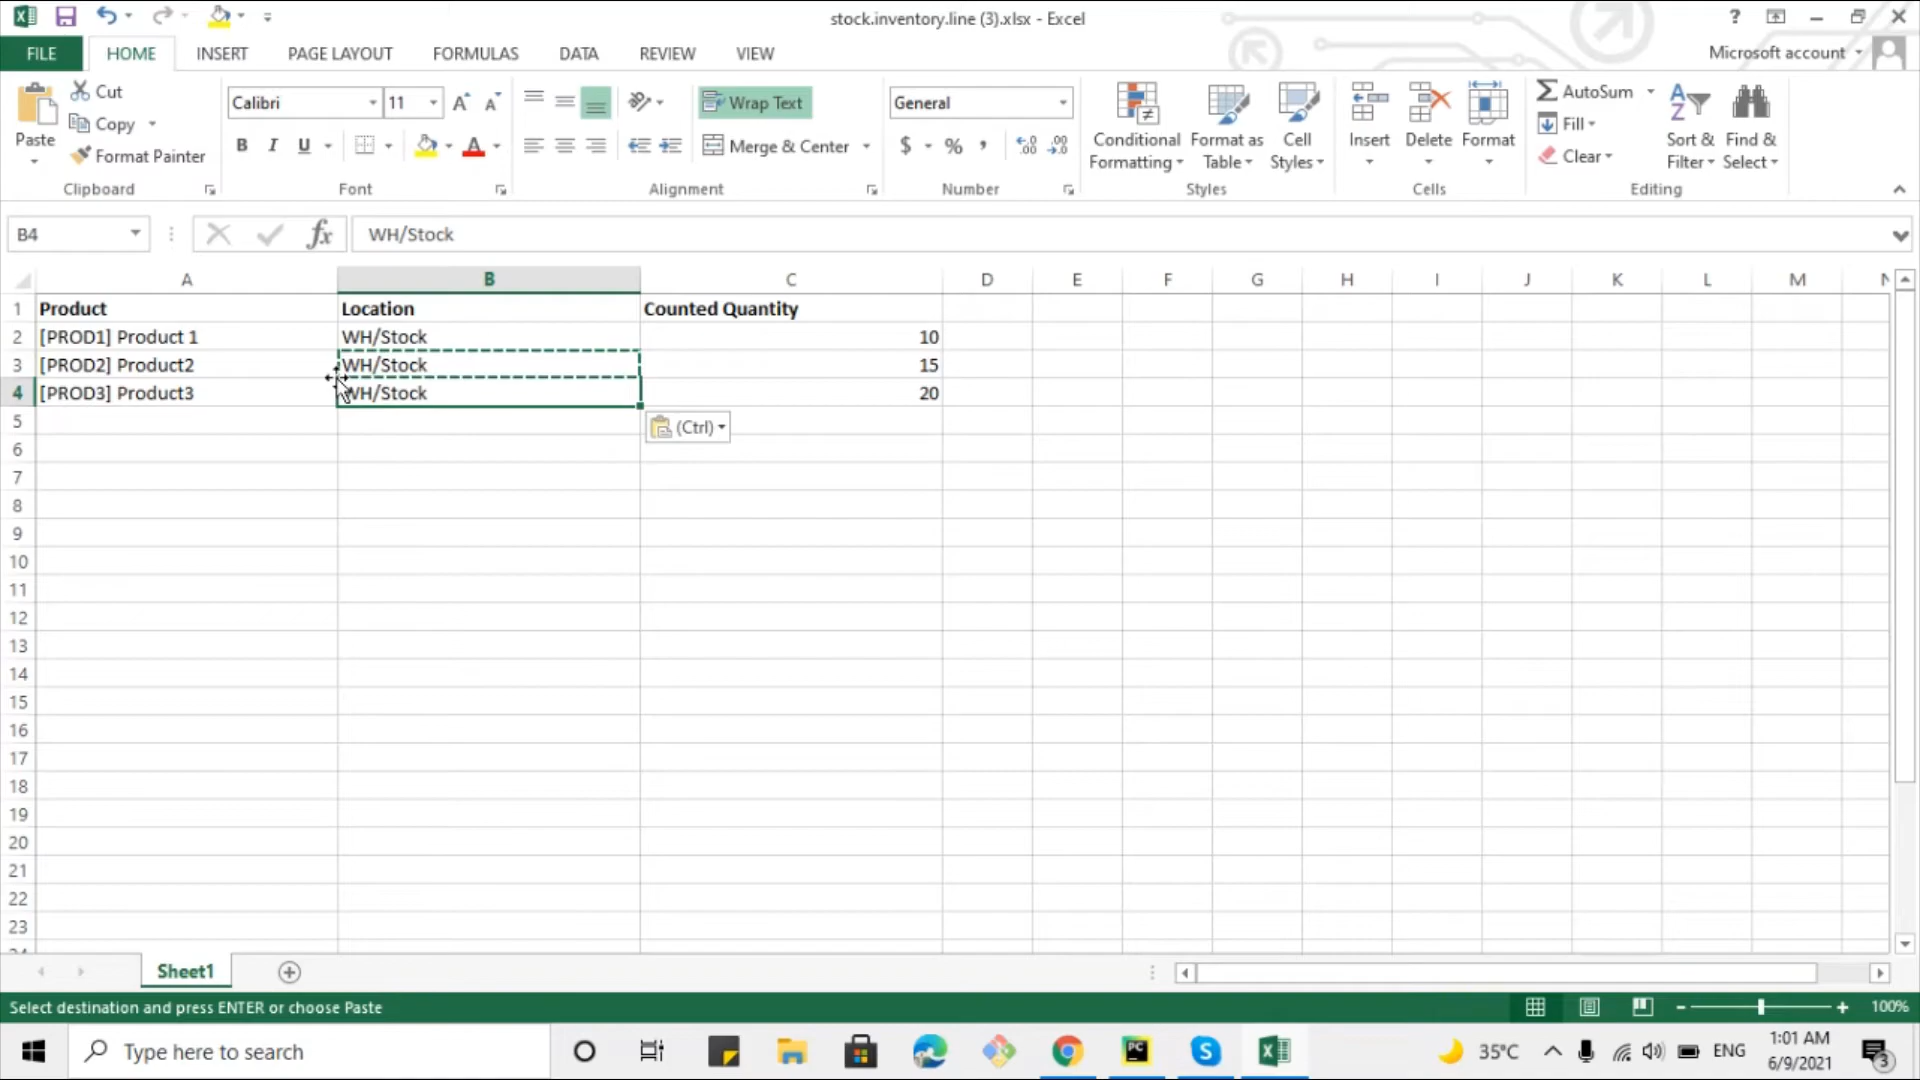 stock.inventory.line (3).xlsx - Excel
FILE HOME INSERT PAGE LAYOUT FORMULAS DATA REVIEW VIEW Microsoft account
Paste
Cut
Copy
Format Painter
Clipboard
Calibri 11
B I U A
Font
Wrap Text
Merge & Center
Alignment
General
$ % ,
Number
Conditional Formatting
Format as Table
Cell Styles
Styles
Insert
Delete
Format
Cells
AutoSum
Fill
Clear
Sort & Filter
Find & Select
Editing
B4 fx WH/Stock
A B C D E F G H I J K L M N
1 Product Location Counted Quantity
2 [PROD1] Product 1 WH/Stock 10
3 [PROD2] Product2 WH/Stock 15
4 [PROD3] Product3 WH/Stock 20
5
(Ctrl)
6
7
8
9
10
11
12
13
14
15
16
17
18
19
20
21
22
23
Sheet1
Select destination and press ENTER or choose Paste 100%
Type here to search 35°C ENG 1:01 AM
6/9/2021 3